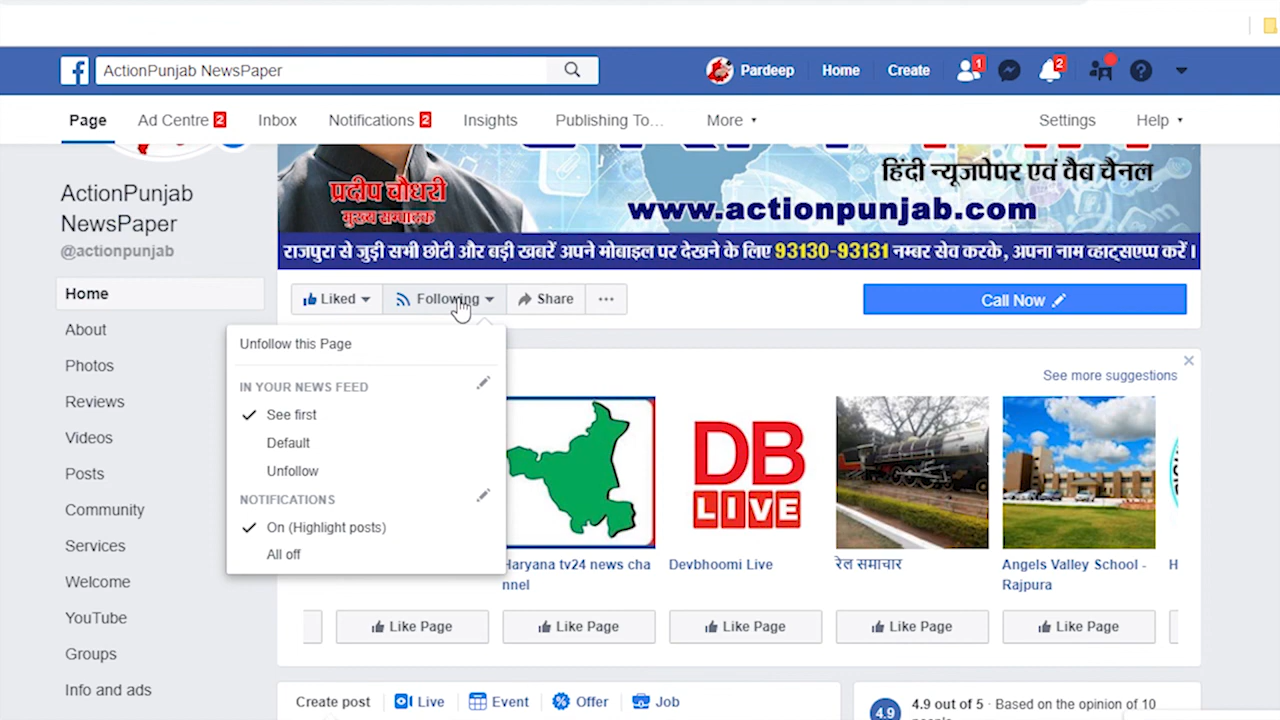 ActionPunjab NewsPaper
Pardeep
Home
Create
1
2
Page
Ad Centre 2
Inbox
Notifications 2
Insights
Publishing To...
More
Settings
Help
ActionPunjab
NewsPaper
@actionpunjab
प्रदीप चौधरी
मुख्य सम्पादक
हिंदी न्यूजपेपर एवं वैब चैनल
www.actionpunjab.com
राजपुरा से जुड़ी सभी छोटी और बड़ी खबरें अपने मोबाइल पर देखने के लिए 93130-93131 नम्बर सेव करके, अपना नाम व्हाट्सएप्प करें।
Liked
Following
Share
Call Now
Home
About
Photos
Reviews
Videos
Posts
Community
Services
Welcome
YouTube
Groups
Info and ads
Unfollow this Page
IN YOUR NEWS FEED
See first
Default
Unfollow
NOTIFICATIONS
On (Highlight posts)
All off
See more suggestions
DB
LIVE
Haryana tv24 news cha
nnel
Devbhoomi Live
रेल समाचार
Angels Valley School -
Rajpura
H
Like Page
Like Page
Like Page
Like Page
Like Page
Create post
Live
Event
Offer
Job
4.9
4.9 out of 5 · Based on the opinion of 10